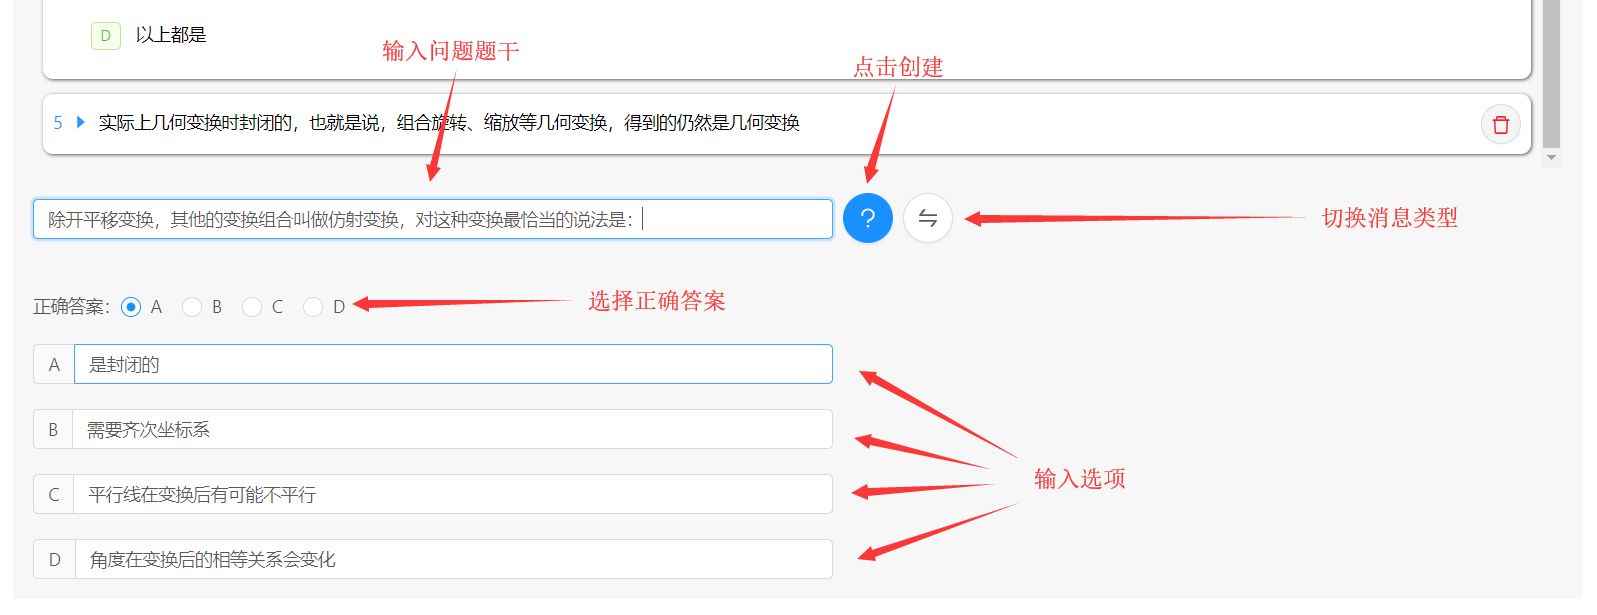 D 以上都是
输入问题题干
点击创建
5 实际上几何变换时封闭的，也就是说，组合旋转、缩放等几何变换，得到的仍然是几何变换
除开平移变换，其他的变换组合叫做仿射变换，对这种变换最恰当的说法是：
?
切换消息类型
正确答案： A B C D
选择正确答案
A 是封闭的
B 需要齐次坐标系
输入选项
C 平行线在变换后有可能不平行
D 角度在变换后的相等关系会变化